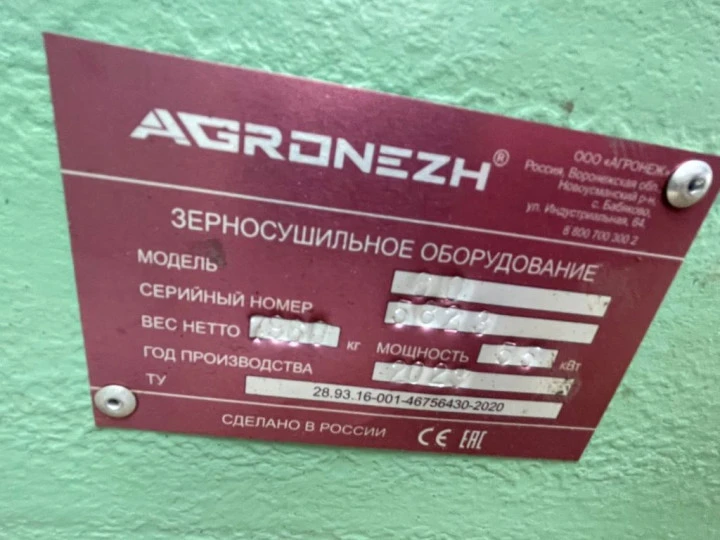 AGRONEZH®
ООО «АГРОНЕЖ»
Россия, Воронежская обл.
Новоусманский р-н,
с. Бабяково,
ул. Индустриальная, 64,
8 800 700 300 2
ЗЕРНОСУШИЛЬНОЕ ОБОРУДОВАНИЕ
МОДЕЛЬ
СЕРИЙНЫЙ НОМЕР
ВЕС НЕТТО кг МОЩНОСТЬ кВт
ГОД ПРОИЗВОДСТВА
ТУ 28.93.16-001-46756430-2020
СДЕЛАНО В РОССИИ CE EAC